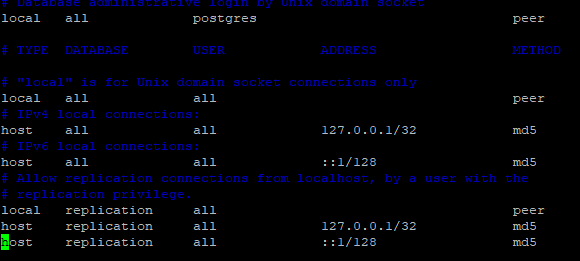 # Database administrative login by Unix domain socket
local all postgres peer
# TYPE DATABASE USER ADDRESS METHOD
# "local" is for Unix domain socket connections only
local all all peer
# IPv4 local connections:
host all all 127.0.0.1/32 md5
# IPv6 local connections:
host all all ::1/128 md5
# Allow replication connections from localhost, by a user with the
# replication privilege.
local replication all peer
host replication all 127.0.0.1/32 md5
host replication all ::1/128 md5